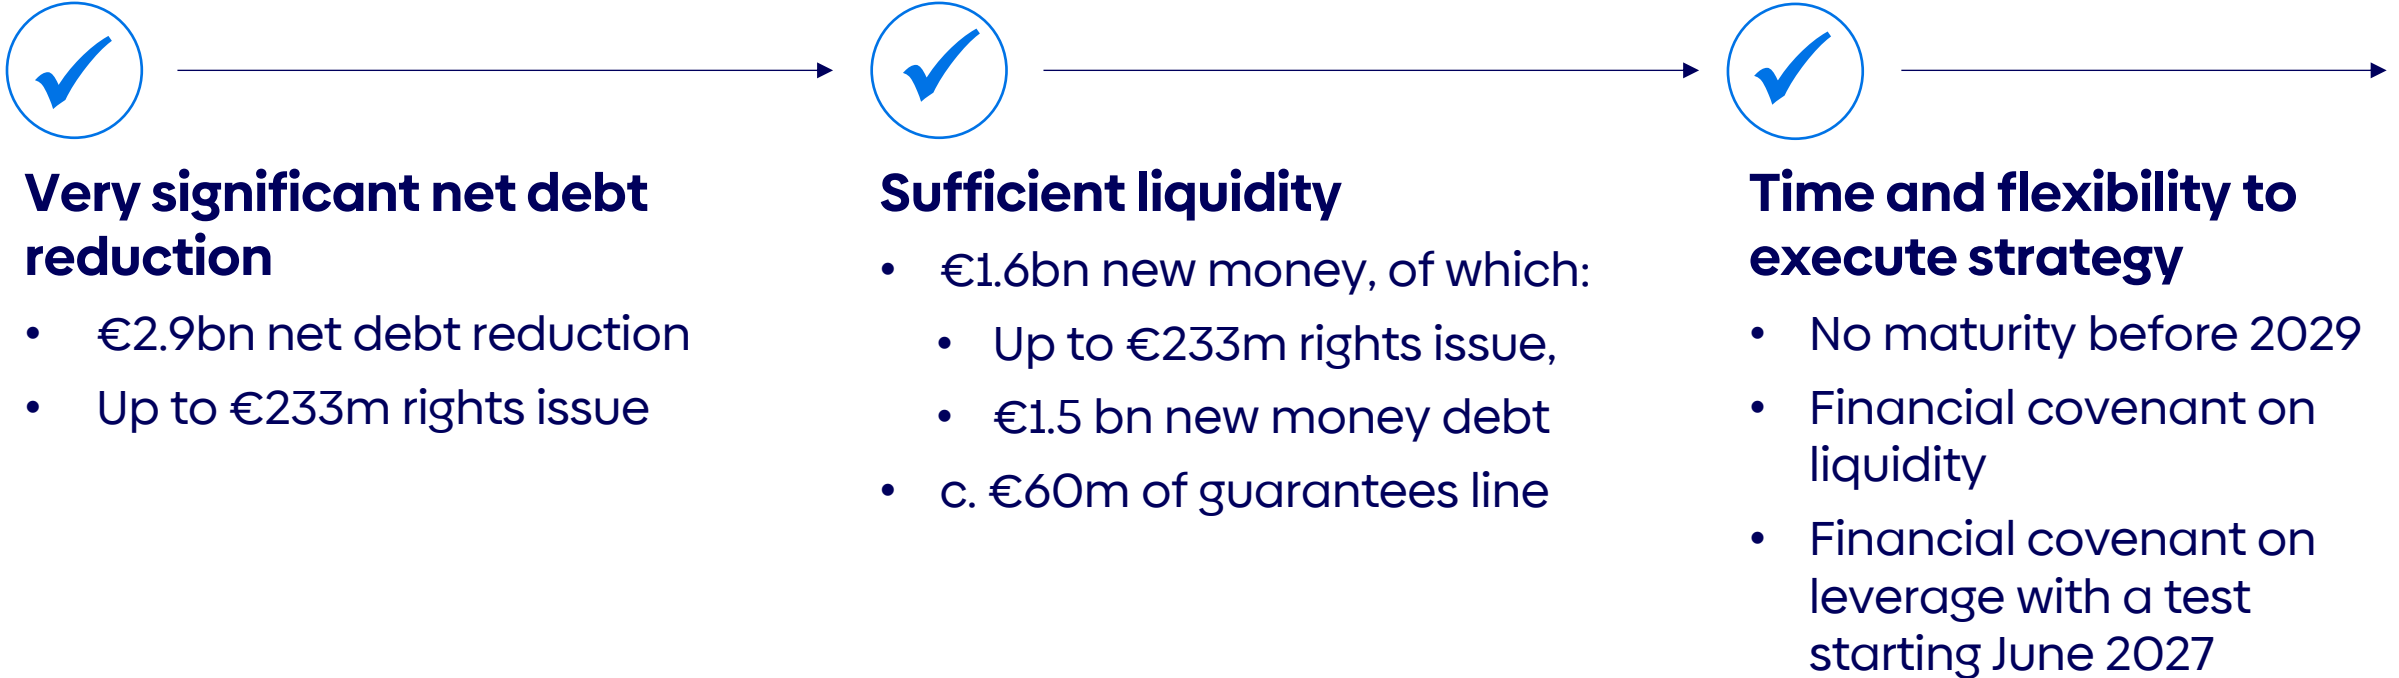 Very significant net debt
reduction
• €2.9bn net debt reduction
• Up to €233m rights issue
Sufficient liquidity
• €1.6bn new money, of which:
• Up to €233m rights issue,
• €1.5 bn new money debt
• c. €60m of guarantees line
Time and flexibility to
execute strategy
• No maturity before 2029
• Financial covenant on
liquidity
• Financial covenant on
leverage with a test
starting June 2027